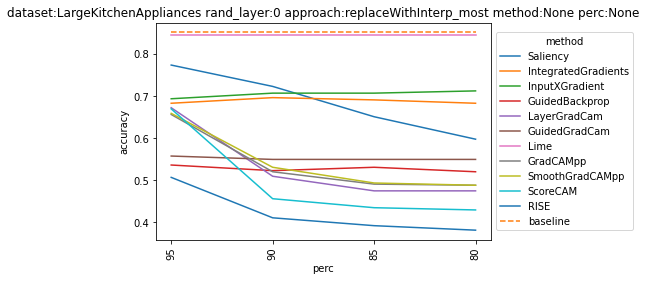 dataset:LargeKitchenAppliances rand_layer:0 approach:replaceWithInterp_most method:None perc:None
accuracy
0.8
0.7
0.6
0.5
0.4
95
90
85
80
perc
method
Saliency
IntegratedGradients
InputXGradient
GuidedBackprop
LayerGradCam
GuidedGradCam
Lime
GradCAMpp
SmoothGradCAMpp
ScoreCAM
RISE
baseline